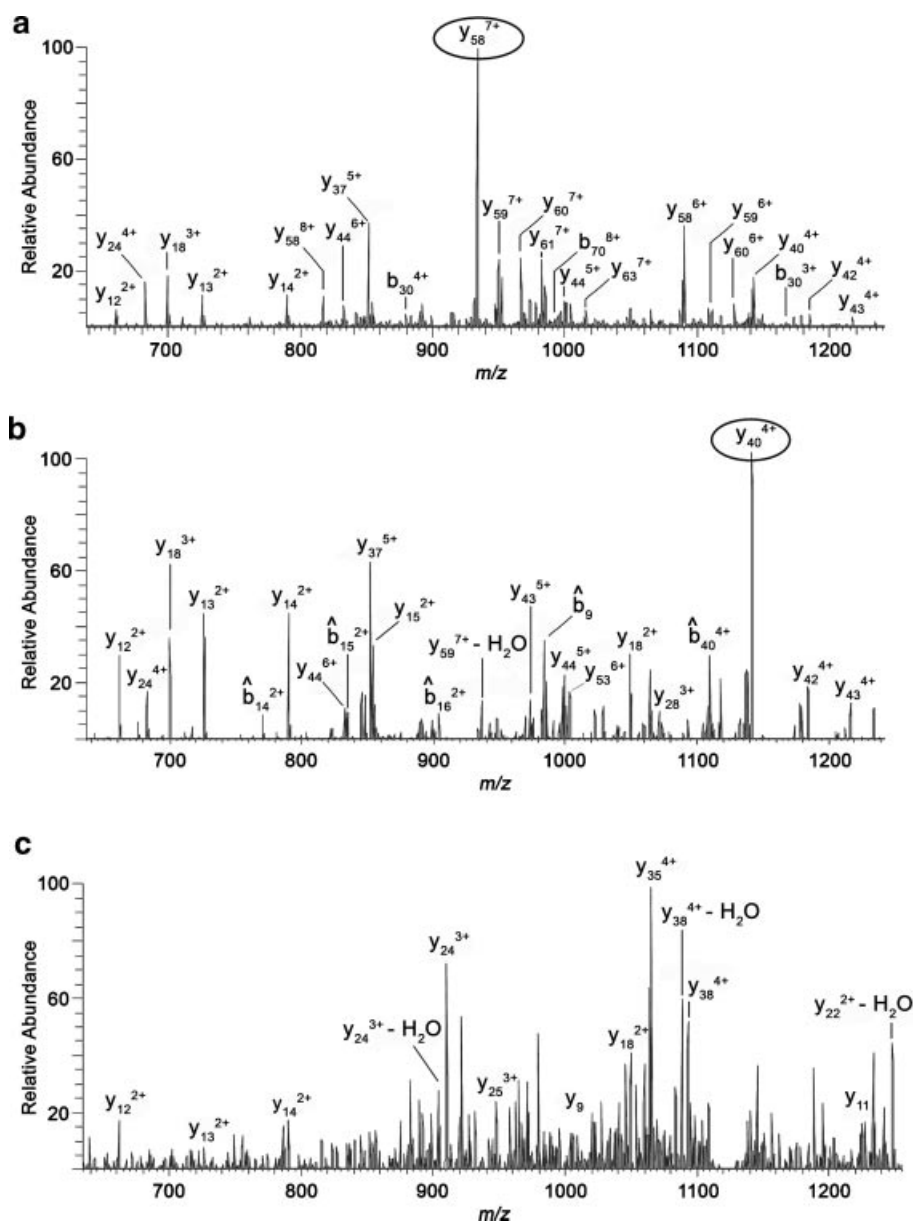 a
y58 7+
100
60
20
Relative Abundance
y12 2+
y24 4+
y18 3+
y13 2+
y14 2+
y58 8+
y44 6+
y37 5+
b30 4+
y59 7+
y60 7+
y61 7+
b70 8+
y44 5+
y63 7+
y58 6+
y59 6+
y60 6+
y40 4+
b30 3+
y42 4+
y43 4+
700 800 900 1000 1100 1200
m/z
b
y40 4+
100
60
20
Relative Abundance
y12 2+
y24 4+
y18 3+
y13 2+
b̂14 2+
y14 2+
y44 6+
b̂15 2+
y37 5+
y15 2+
b̂16 2+
y59 7+ - H2O
y43 5+
b̂9
y44 5+
y53 6+
y18 2+
y28 3+
b̂40 4+
y42 4+
y43 4+
700 800 900 1000 1100 1200
m/z
c
100
60
20
Relative Abundance
y12 2+
y13 2+
y14 2+
y24 3+ - H2O
y24 3+
y25 3+
y9
y18 2+
y35 4+
y38 4+ - H2O
y38 4+
y11
y22 2+ - H2O
700 800 900 1000 1100 1200
m/z